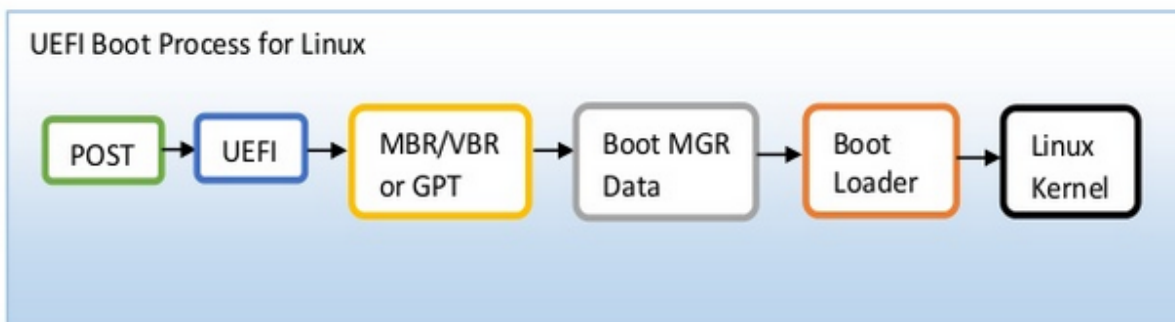 UEFI Boot Process for Linux
POST
UEFI
MBR/VBR
or GPT
Boot MGR
Data
Boot
Loader
Linux
Kernel